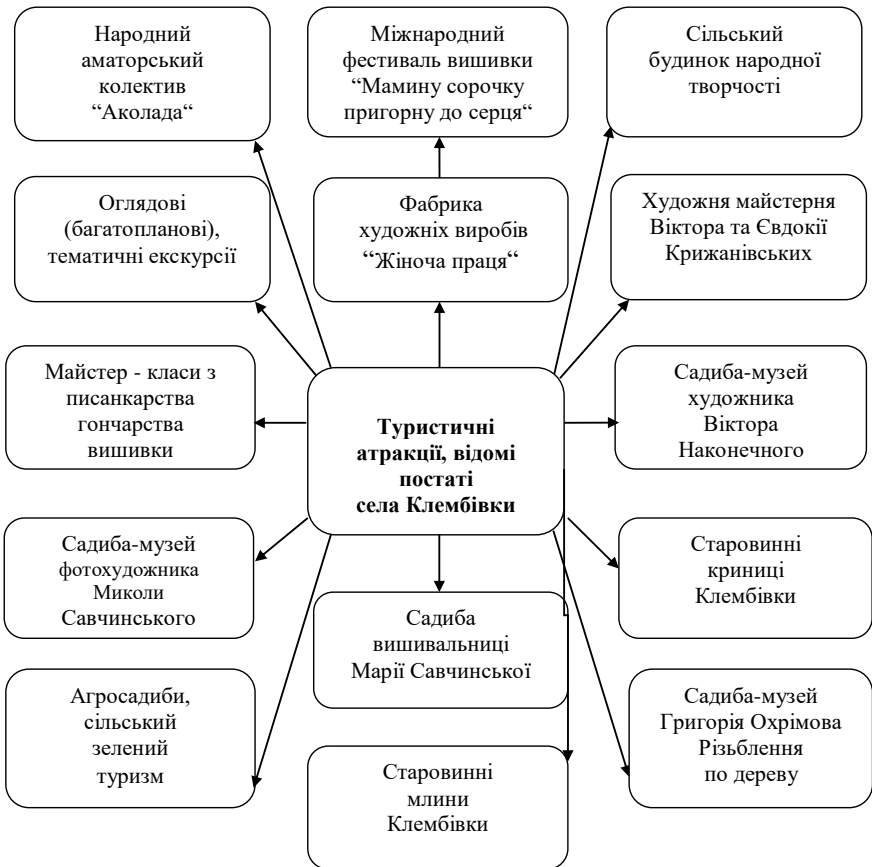 Народний
аматорський
колектив
“Аколада“
Міжнародний
фестиваль вишивки
“Мамину сорочку
пригорну до серця“
Сільський
будинок народної
творчості
Оглядові
(багатопланові),
тематичні екскурсії
Фабрика
художніх виробів
“Жіноча праця“
Художня майстерня
Віктора та Євдокії
Крижанівських
Майстер - класи з
писанкарства
гончарства
вишивки
Туристичні
атракції, відомі
постаті
села Клембівки
Садиба-музей
художника
Віктора
Наконечного
Садиба-музей
фотохудожника
Миколи
Савчинського
Садиба
вишивальниці
Марії Савчинської
Старовинні
криниці
Клембівки
Агросадиби,
сільський
зелений
туризм
Старовинні
млини
Клембівки
Садиба-музей
Григорія Охрімова
Різьблення
по дереву